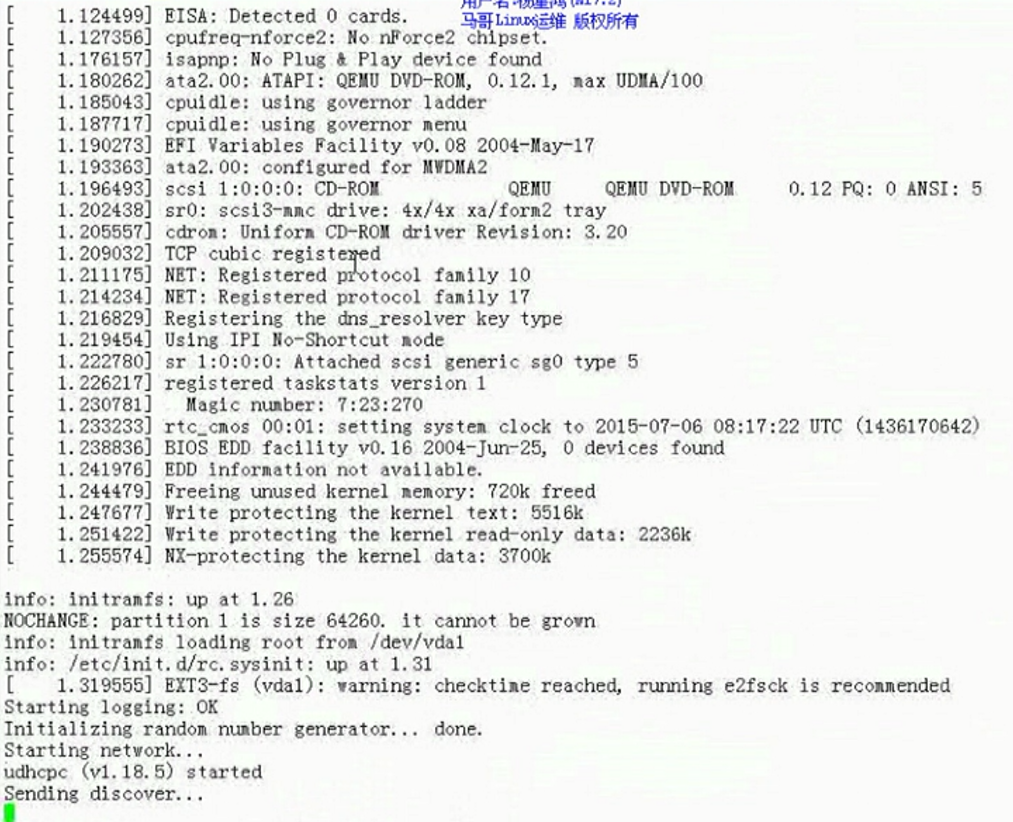 [    1.124499] EISA: Detected 0 cards.
马哥Linux运维 版权所有
[    1.127356] cpufreq-nforce2: No nForce2 chipset.
[    1.176157] isapnp: No Plug & Play device found
[    1.180262] ata2.00: ATAPI: QEMU DVD-ROM, 0.12.1, max UDMA/100
[    1.185043] cpuidle: using governor ladder
[    1.187717] cpuidle: using governor menu
[    1.190273] EFI Variables Facility v0.08 2004-May-17
[    1.193363] ata2.00: configured for MWDMA2
[    1.196493] scsi 1:0:0:0: CD-ROM            QEMU     QEMU DVD-ROM     0.12 PQ: 0 ANSI: 5
[    1.202438] sr0: scsi3-mmc drive: 4x/4x xa/form2 tray
[    1.205557] cdrom: Uniform CD-ROM driver Revision: 3.20
[    1.209032] TCP cubic registered
[    1.211175] NET: Registered protocol family 10
[    1.214234] NET: Registered protocol family 17
[    1.216829] Registering the dns_resolver key type
[    1.219454] Using IPI No-Shortcut mode
[    1.222780] sr 1:0:0:0: Attached scsi generic sg0 type 5
[    1.226217] registered taskstats version 1
[    1.230781]   Magic number: 7:23:270
[    1.233233] rtc_cmos 00:01: setting system clock to 2015-07-06 08:17:22 UTC (1436170642)
[    1.238836] BIOS EDD facility v0.16 2004-Jun-25, 0 devices found
[    1.241976] EDD information not available.
[    1.244479] Freeing unused kernel memory: 720k freed
[    1.247677] Write protecting the kernel text: 5516k
[    1.251422] Write protecting the kernel read-only data: 2236k
[    1.255574] NX-protecting the kernel data: 3700k
info: initramfs: up at 1.26
NOCHANGE: partition 1 is size 64260. it cannot be grown
info: initramfs loading root from /dev/vda1
info: /etc/init.d/rc.sysinit: up at 1.31
[    1.319555] EXT3-fs (vda1): warning: checktime reached, running e2fsck is recommended
Starting logging: OK
Initializing random number generator... done.
Starting network...
udhcpc (v1.18.5) started
Sending discover...